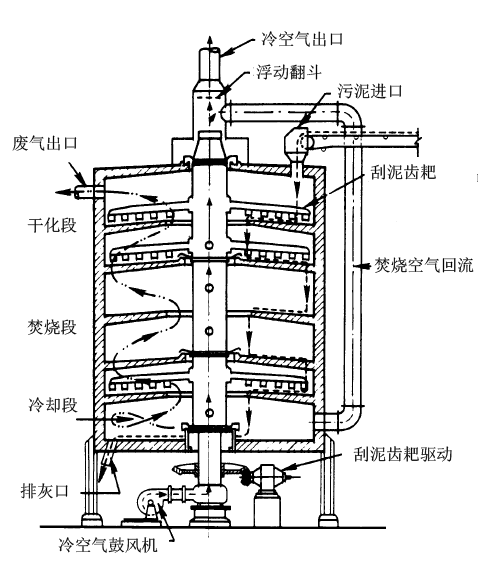 冷空气出口
浮动翻斗
污泥进口
废气出口
刮泥齿耙
干化段
焚烧空气回流
焚烧段
冷却段
刮泥齿耙驱动
排灰口
冷空气鼓风机